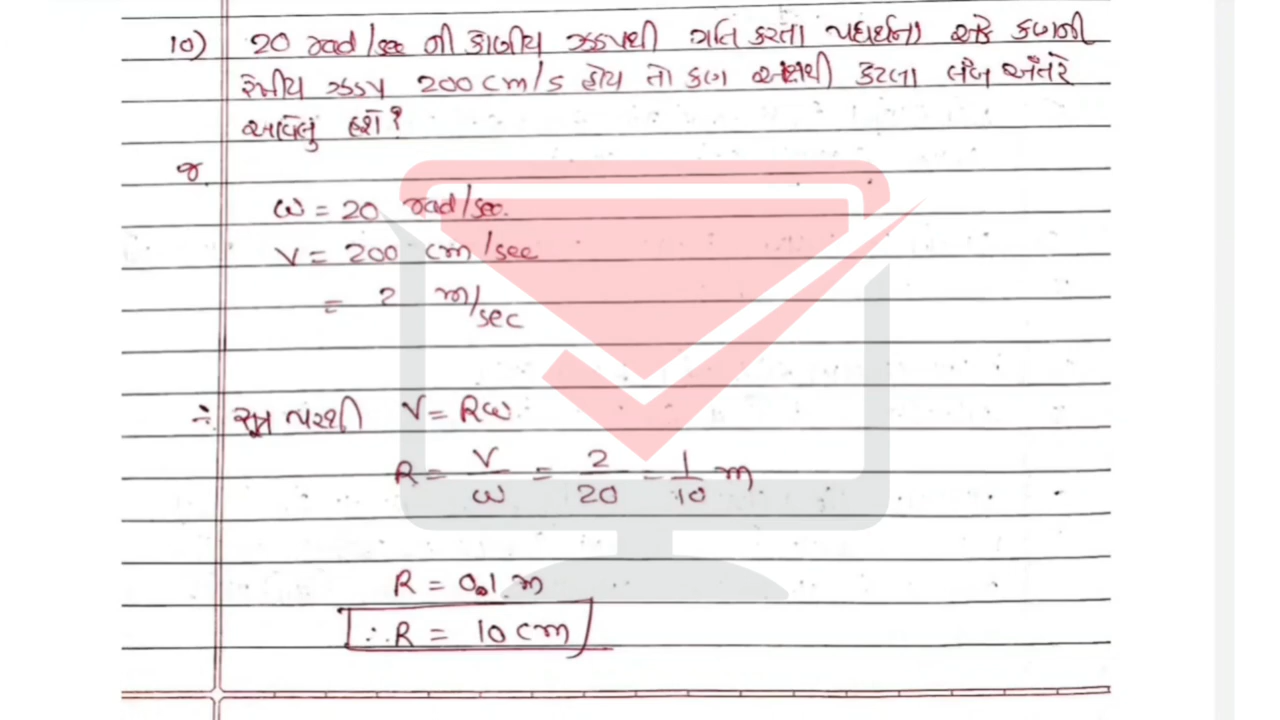 10) 20 rad/sec ની કોણીય ઝડપથી ગતિ કરતા પદાર્થના એક કણની
રેખીય ઝડપ 200 cm/s હોય તો કણ અક્ષથી કેટલા લંબ અંતરે
આવેલું હશે?
જ.
ω = 20 rad/sec.
V = 200 cm/sec
= 2 m/sec
∴ સૂત્ર પરથી V = Rω
R = V/ω = 2/20 = 1/10 m.
R = 0.1 m
∴ R = 10 cm